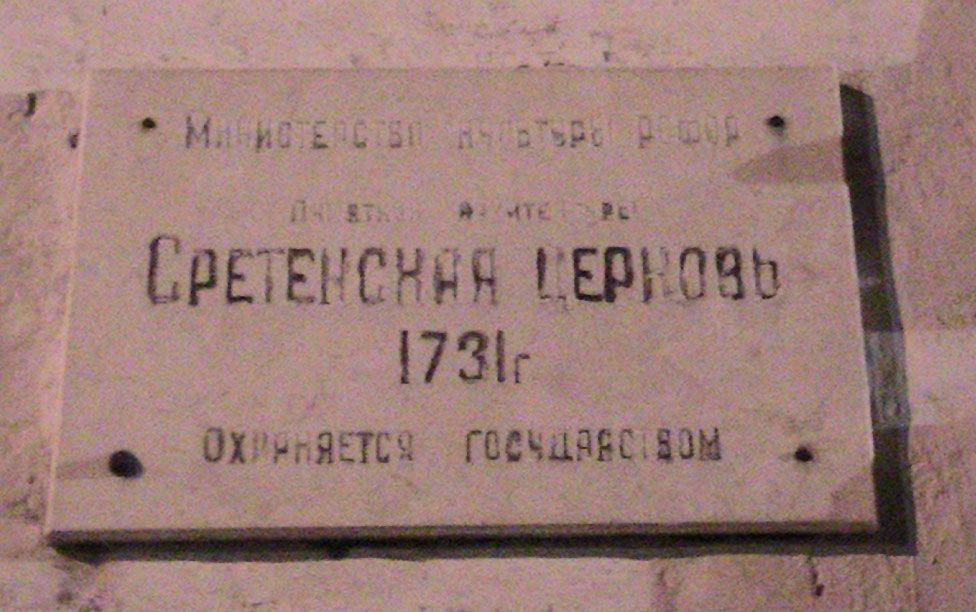 Министерство культуры РСФСР
Памятник архитектуры
Сретенская церковь
1731г
Охраняется государством